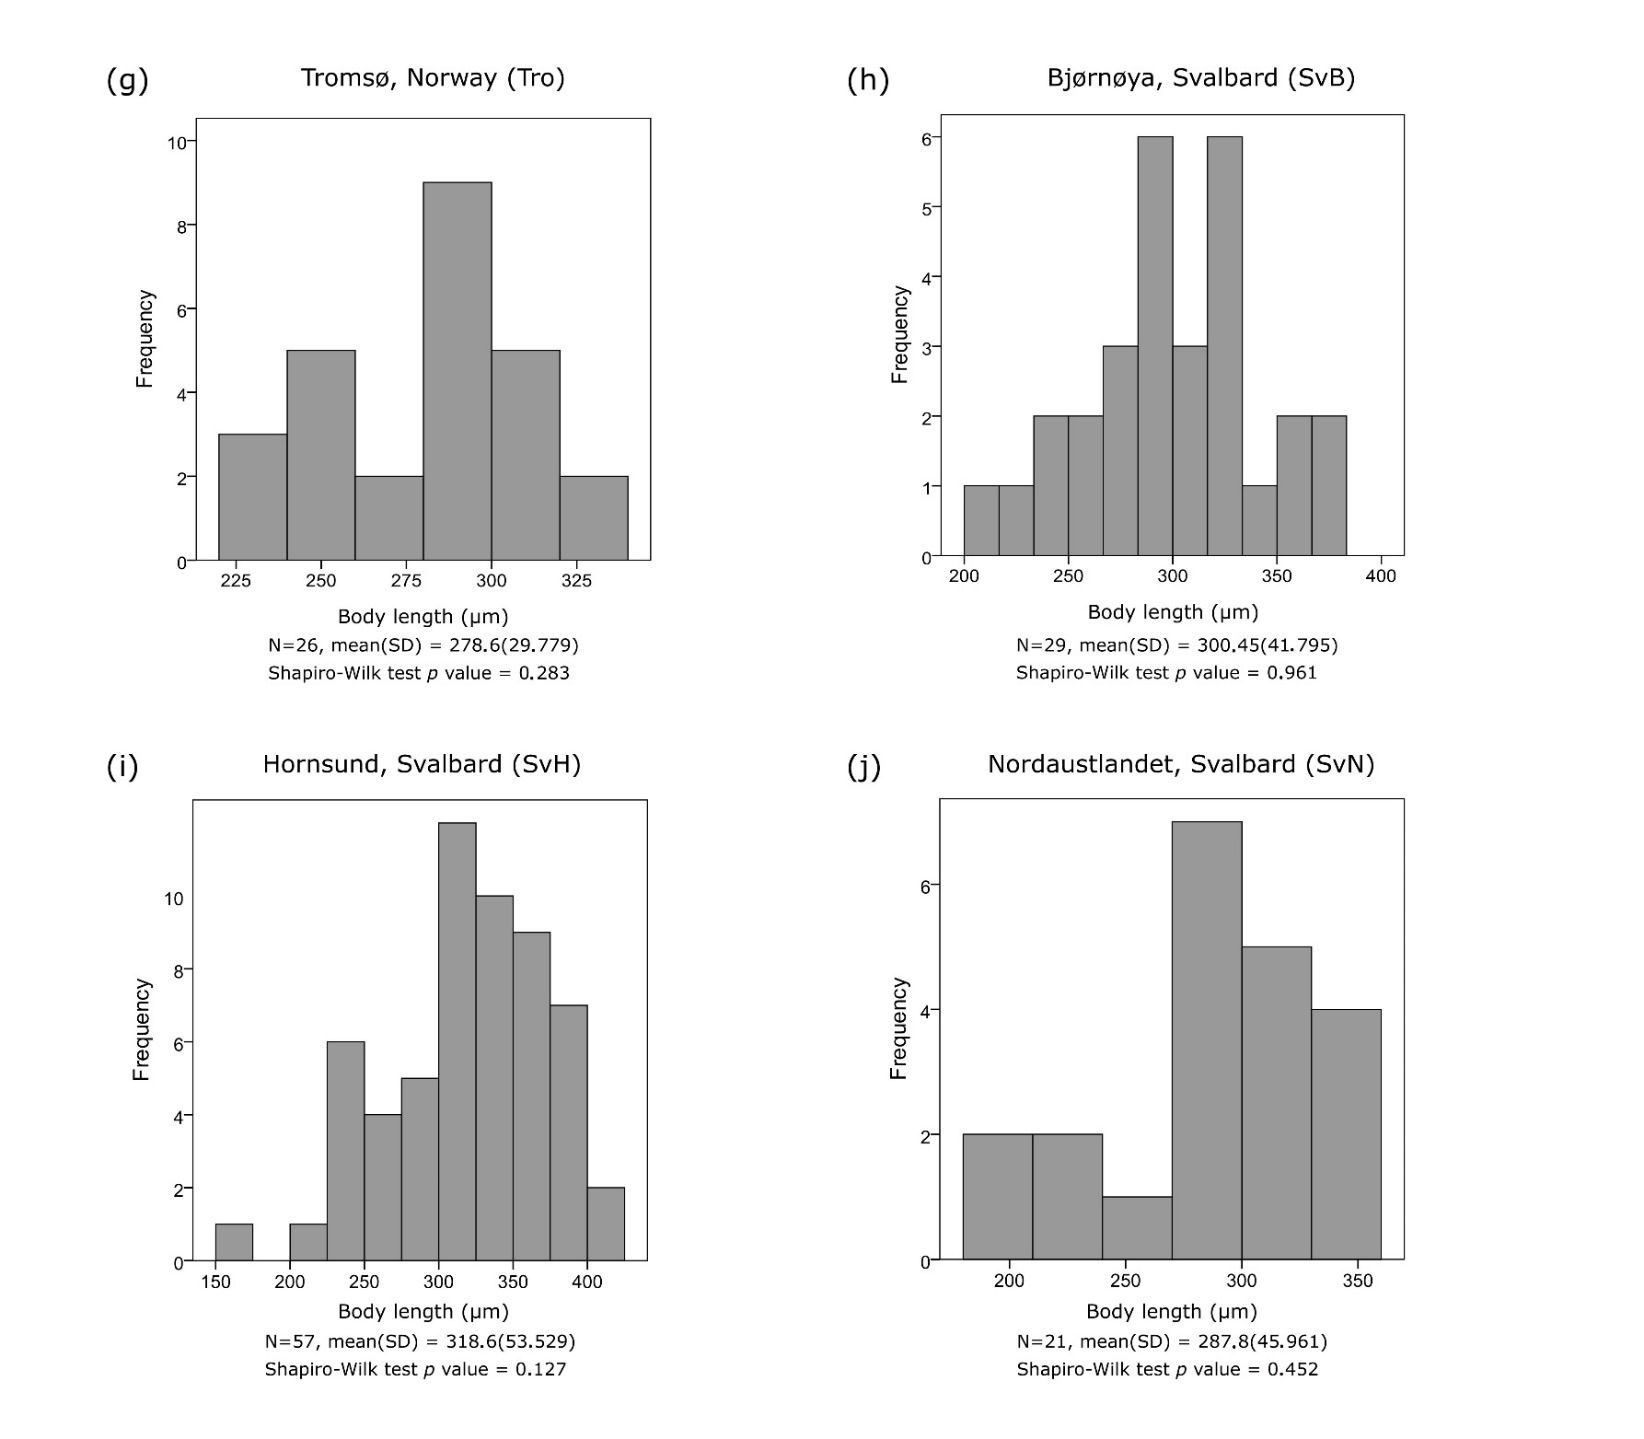 (g) Tromsø, Norway (Tro)
10
8
6
4
2
0
Frequency
225 250 275 300 325
Body length (µm)
N=26, mean(SD) = 278.6(29.779)
Shapiro-Wilk test p value = 0.283
(h) Bjørnøya, Svalbard (SvB)
6
5
4
3
2
1
0
Frequency
200 250 300 350 400
Body length (µm)
N=29, mean(SD) = 300.45(41.795)
Shapiro-Wilk test p value = 0.961
(i) Hornsund, Svalbard (SvH)
10
8
6
4
2
0
Frequency
150 200 250 300 350 400
Body length (µm)
N=57, mean(SD) = 318.6(53.529)
Shapiro-Wilk test p value = 0.127
(j) Nordaustlandet, Svalbard (SvN)
6
4
2
0
Frequency
200 250 300 350
Body length (µm)
N=21, mean(SD) = 287.8(45.961)
Shapiro-Wilk test p value = 0.452